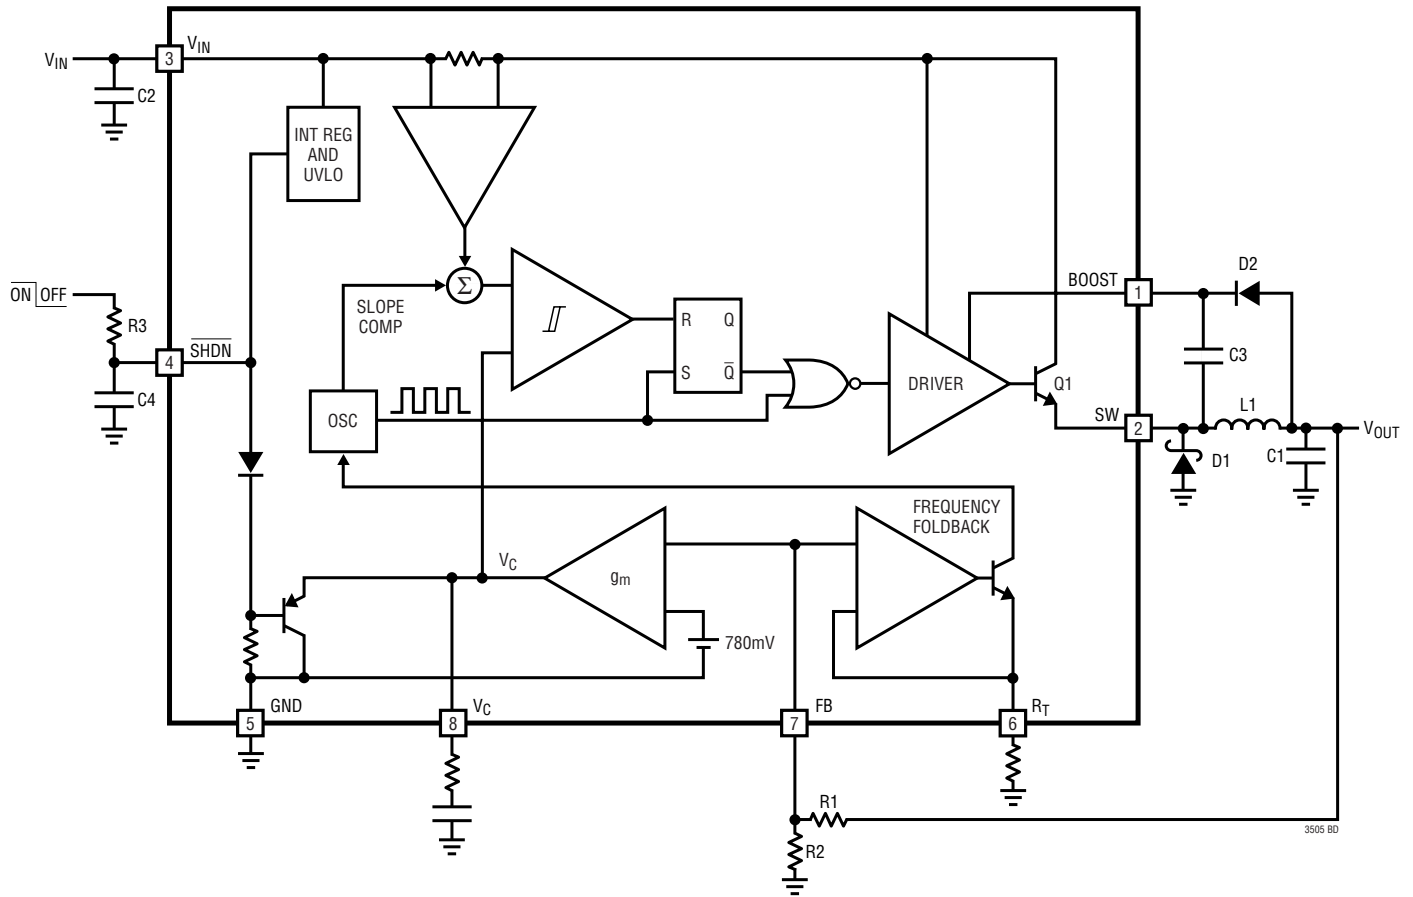 VIN
3
VIN
C2
INT REG
AND
UVLO
ON OFF
R3
4
SHDN
C4
SLOPE
COMP
Σ
OSC
R Q
S Q
DRIVER
Q1
BOOST
1
D2
C3
SW
2
L1
D1
C1
VOUT
FREQUENCY
FOLDBACK
VC
gm
780mV
GND
5
VC
8
FB
7
RT
6
R1
R2
3505 BD